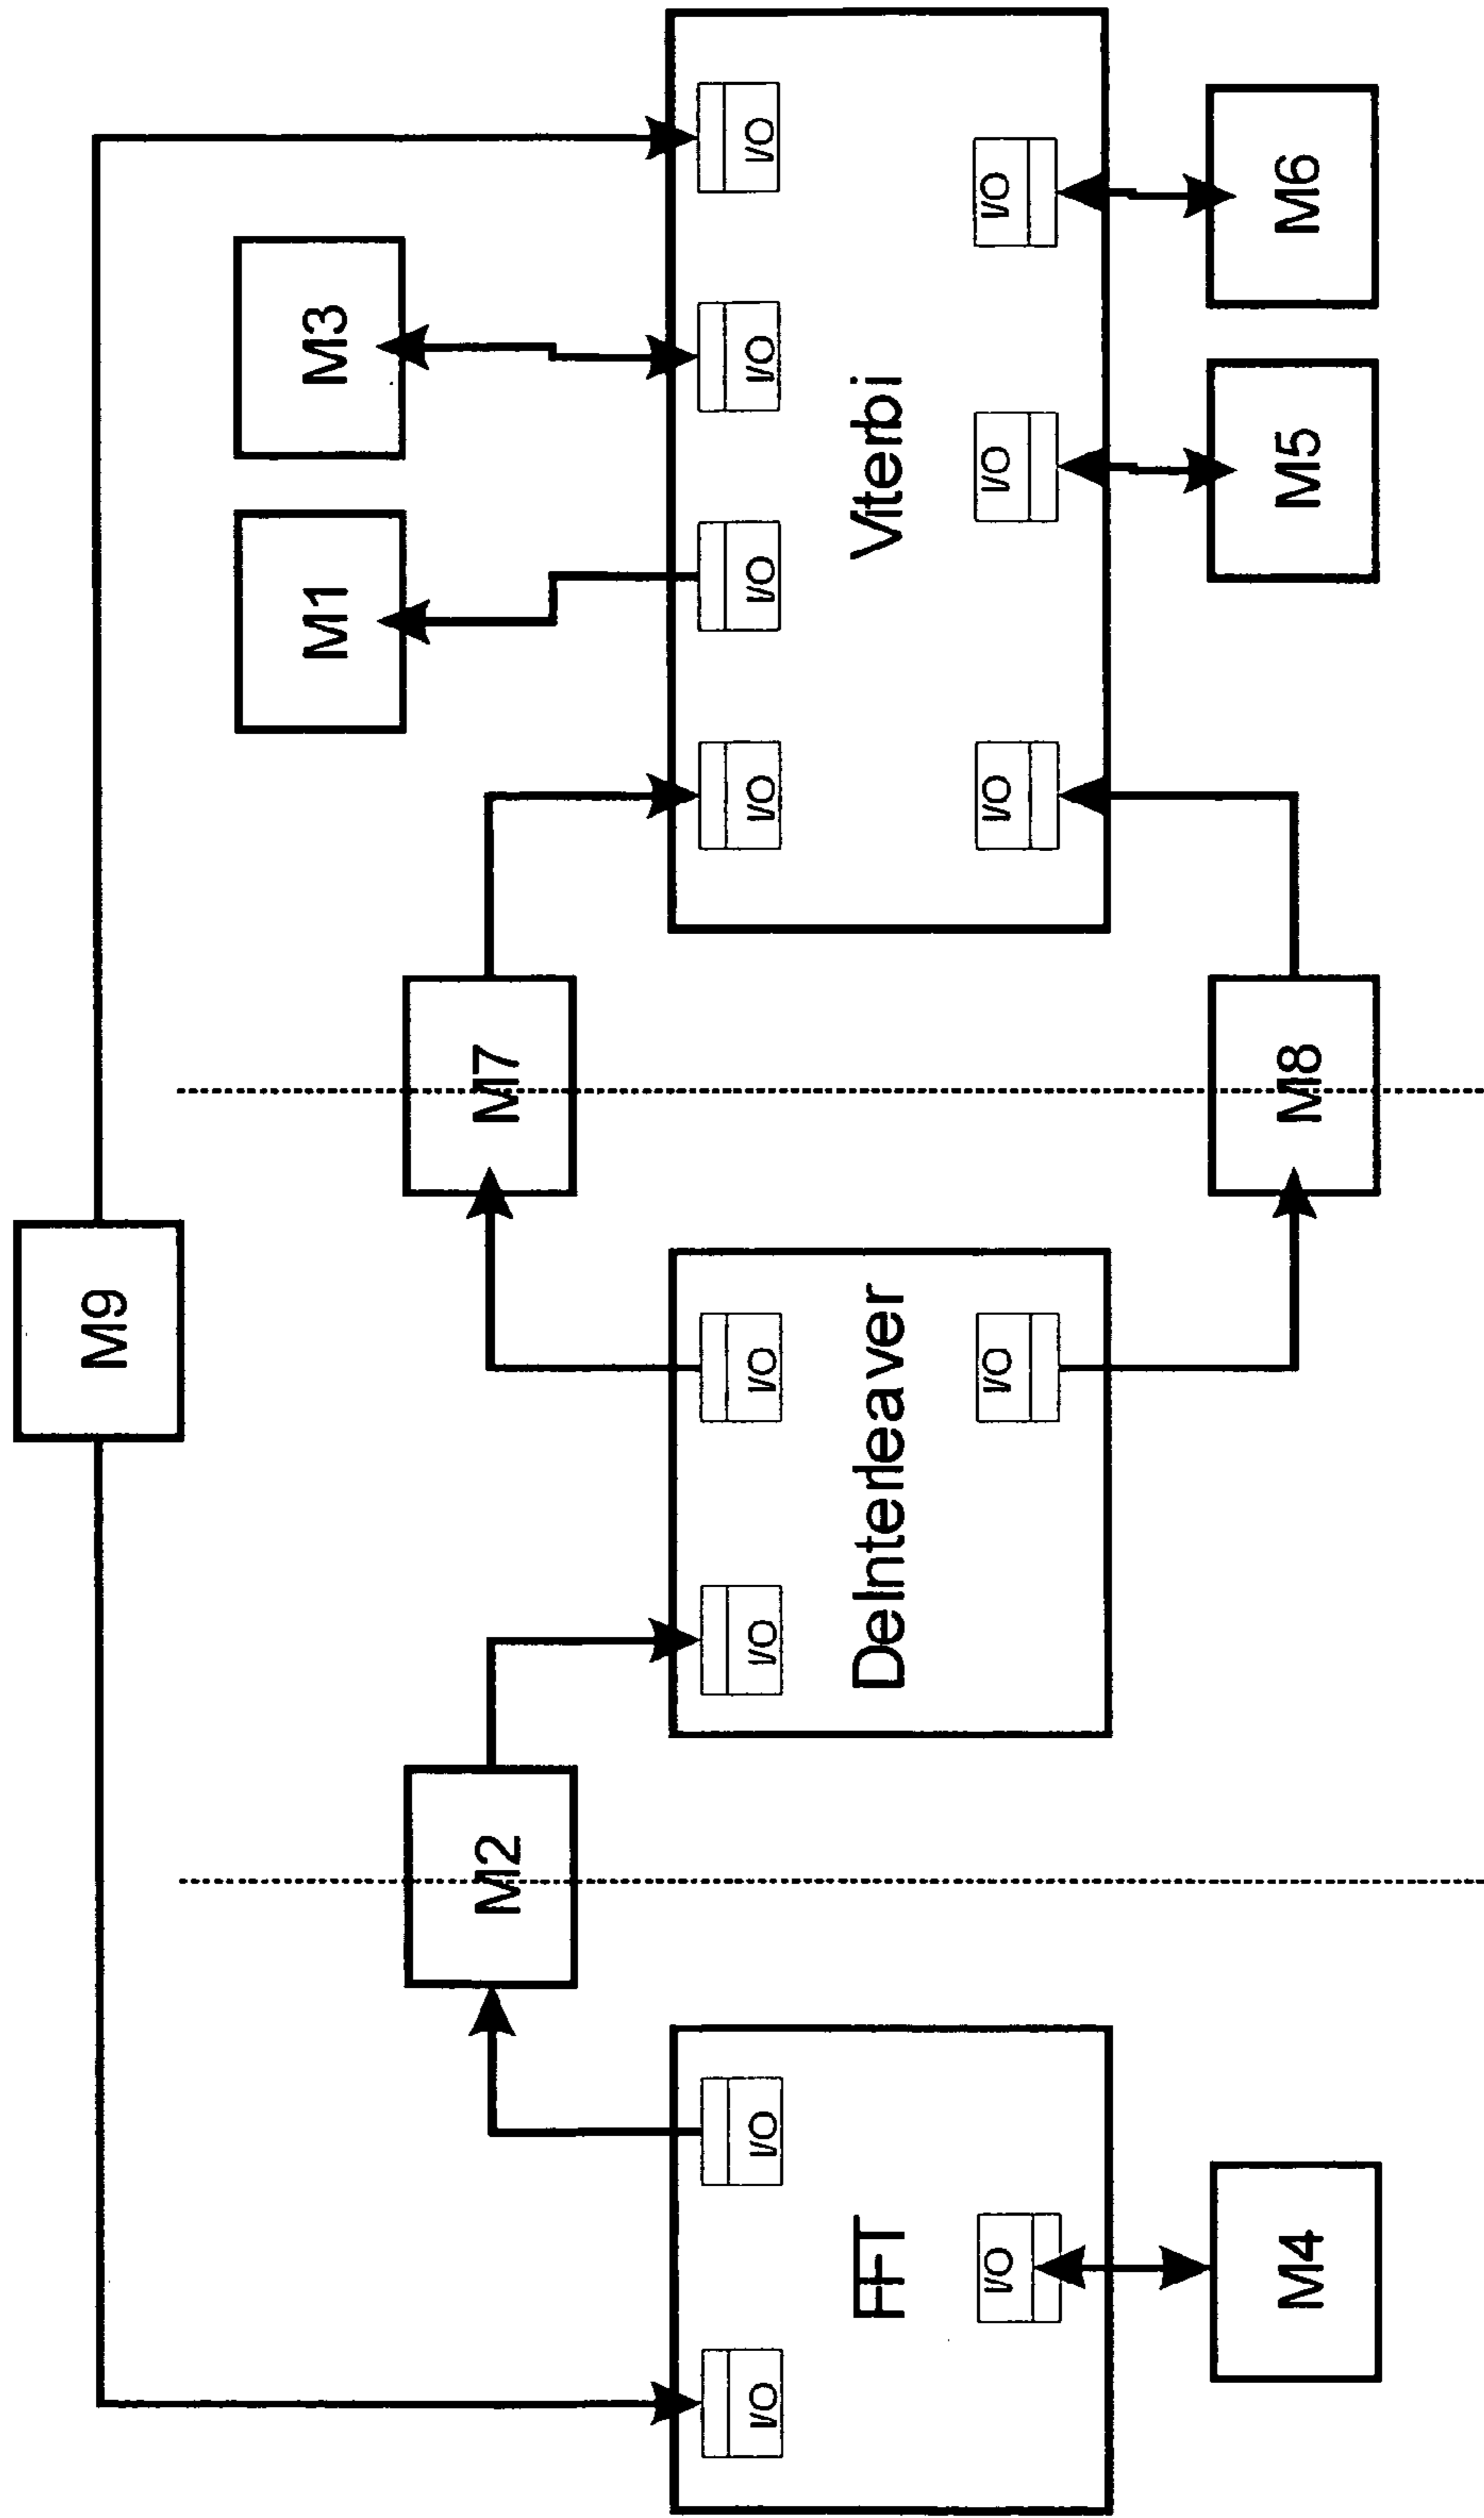 M9
M3
M1
M7
M2
I/O
I/O
I/O
I/O
I/O
I/O
I/O
I/O
I/O
FFT
DeInterleaver
Viterbi
I/O
I/O
I/O
I/O
I/O
M4
M8
M5
M6